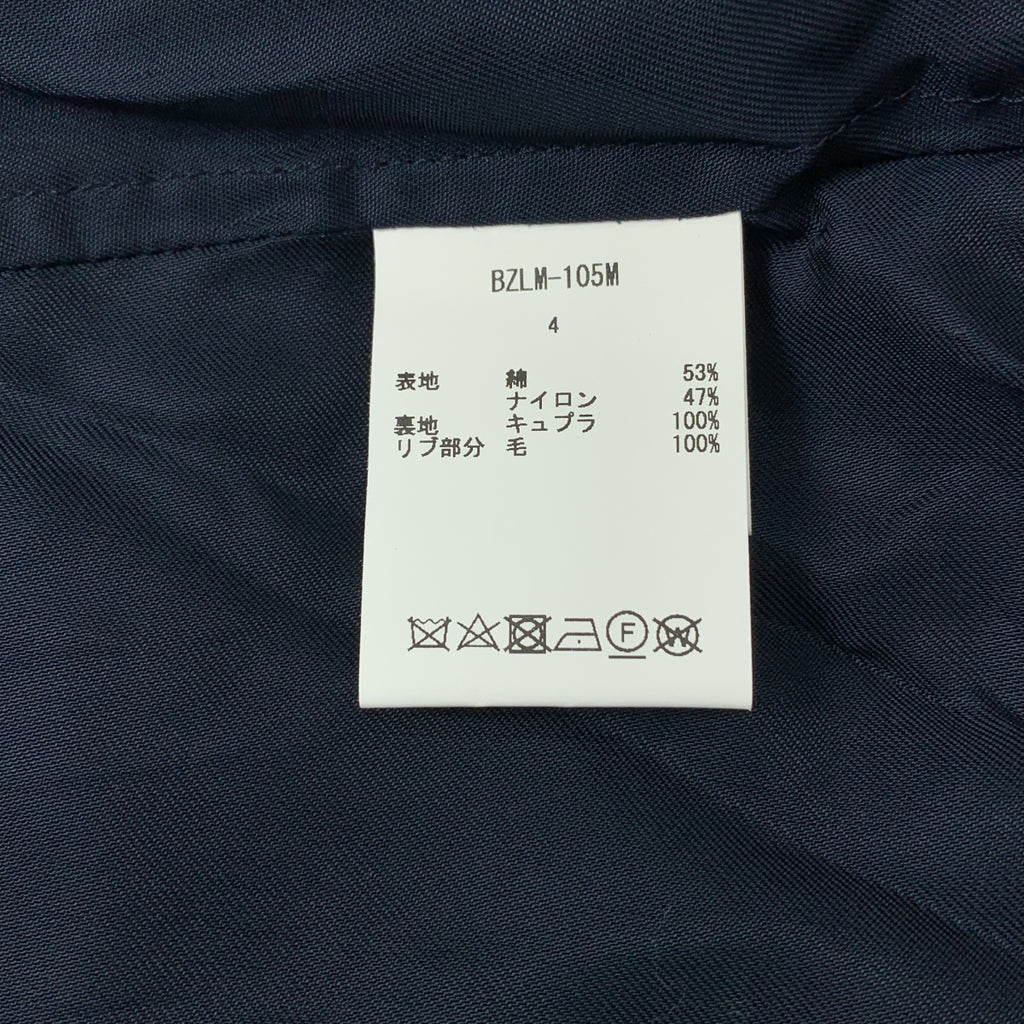 BZLM-105M
4
表地 綿 53%
ナイロン 47%
裏地 キュプラ 100%
リブ部分 毛 100%
F W